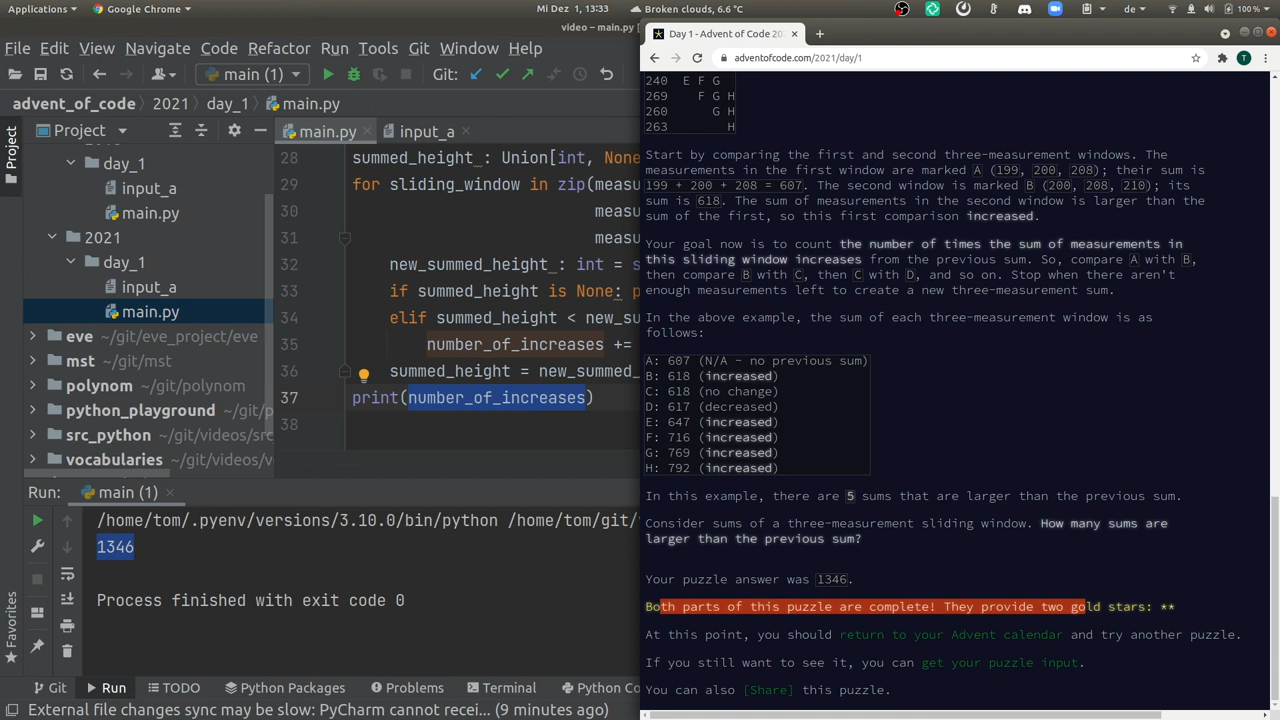 Activities
Google Chrome
Mi Dez 1, 13:33
Broken clouds, 6.6 °C
de
100 %
video – main.py
File Edit View Navigate Code Refactor Run Tools Git Window
main (1)
Git:
advent_of_code 2021 day_1 main.py
Project
Project
main.py
input_a
day_1
input_a
main.py
2021
day_1
input_a
main.py
eve ~/git/eve_project/eve
mst ~/git/mst
polynom ~/git/polynom
python_playground ~/git/
src_python ~/git/videos/src
vocabularies ~/git/videos/
28 summed_height_: Union[int, None
29 for sliding_window in zip(measu
30 measu
31 measu
32 new_summed_height_: int = s
33 if summed_height is None: p
34 elif summed_height < new_su
35 number_of_increases +=
36 summed_height = new_summed_
37 print(number_of_increases)
38
Run: main (1)
/home/tom/.pyenv/versions/3.10.0/bin/python /home/tom/git/
1346
Process finished with exit code 0
Structure
Favorites
Git Run TODO Python Packages Problems Terminal Python Con
External file changes sync may be slow: PyCharm cannot recei... (9 minutes ago)
Day 1 - Advent of Code 202
adventofcode.com/2021/day/1
T
240 E F G
269 F G H
260 G H
263 H
Start by comparing the first and second three-measurement windows. The
measurements in the first window are marked A (199, 200, 208); their sum is
199 + 200 + 208 = 607. The second window is marked B (200, 208, 210); its
sum is 618. The sum of measurements in the second window is larger than the
sum of the first, so this first comparison increased.
Your goal now is to count the number of times the sum of measurements in
this sliding window increases from the previous sum. So, compare A with B,
then compare B with C, then C with D, and so on. Stop when there aren't
enough measurements left to create a new three-measurement sum.
In the above example, the sum of each three-measurement window is as
follows:
A: 607 (N/A - no previous sum)
B: 618 (increased)
C: 618 (no change)
D: 617 (decreased)
E: 647 (increased)
F: 716 (increased)
G: 769 (increased)
H: 792 (increased)
In this example, there are 5 sums that are larger than the previous sum.
Consider sums of a three-measurement sliding window. How many sums are
larger than the previous sum?
Your puzzle answer was 1346.
Both parts of this puzzle are complete! They provide two gold stars: **
At this point, you should return to your Advent calendar and try another puzzle.
If you still want to see it, you can get your puzzle input.
You can also [Share] this puzzle.